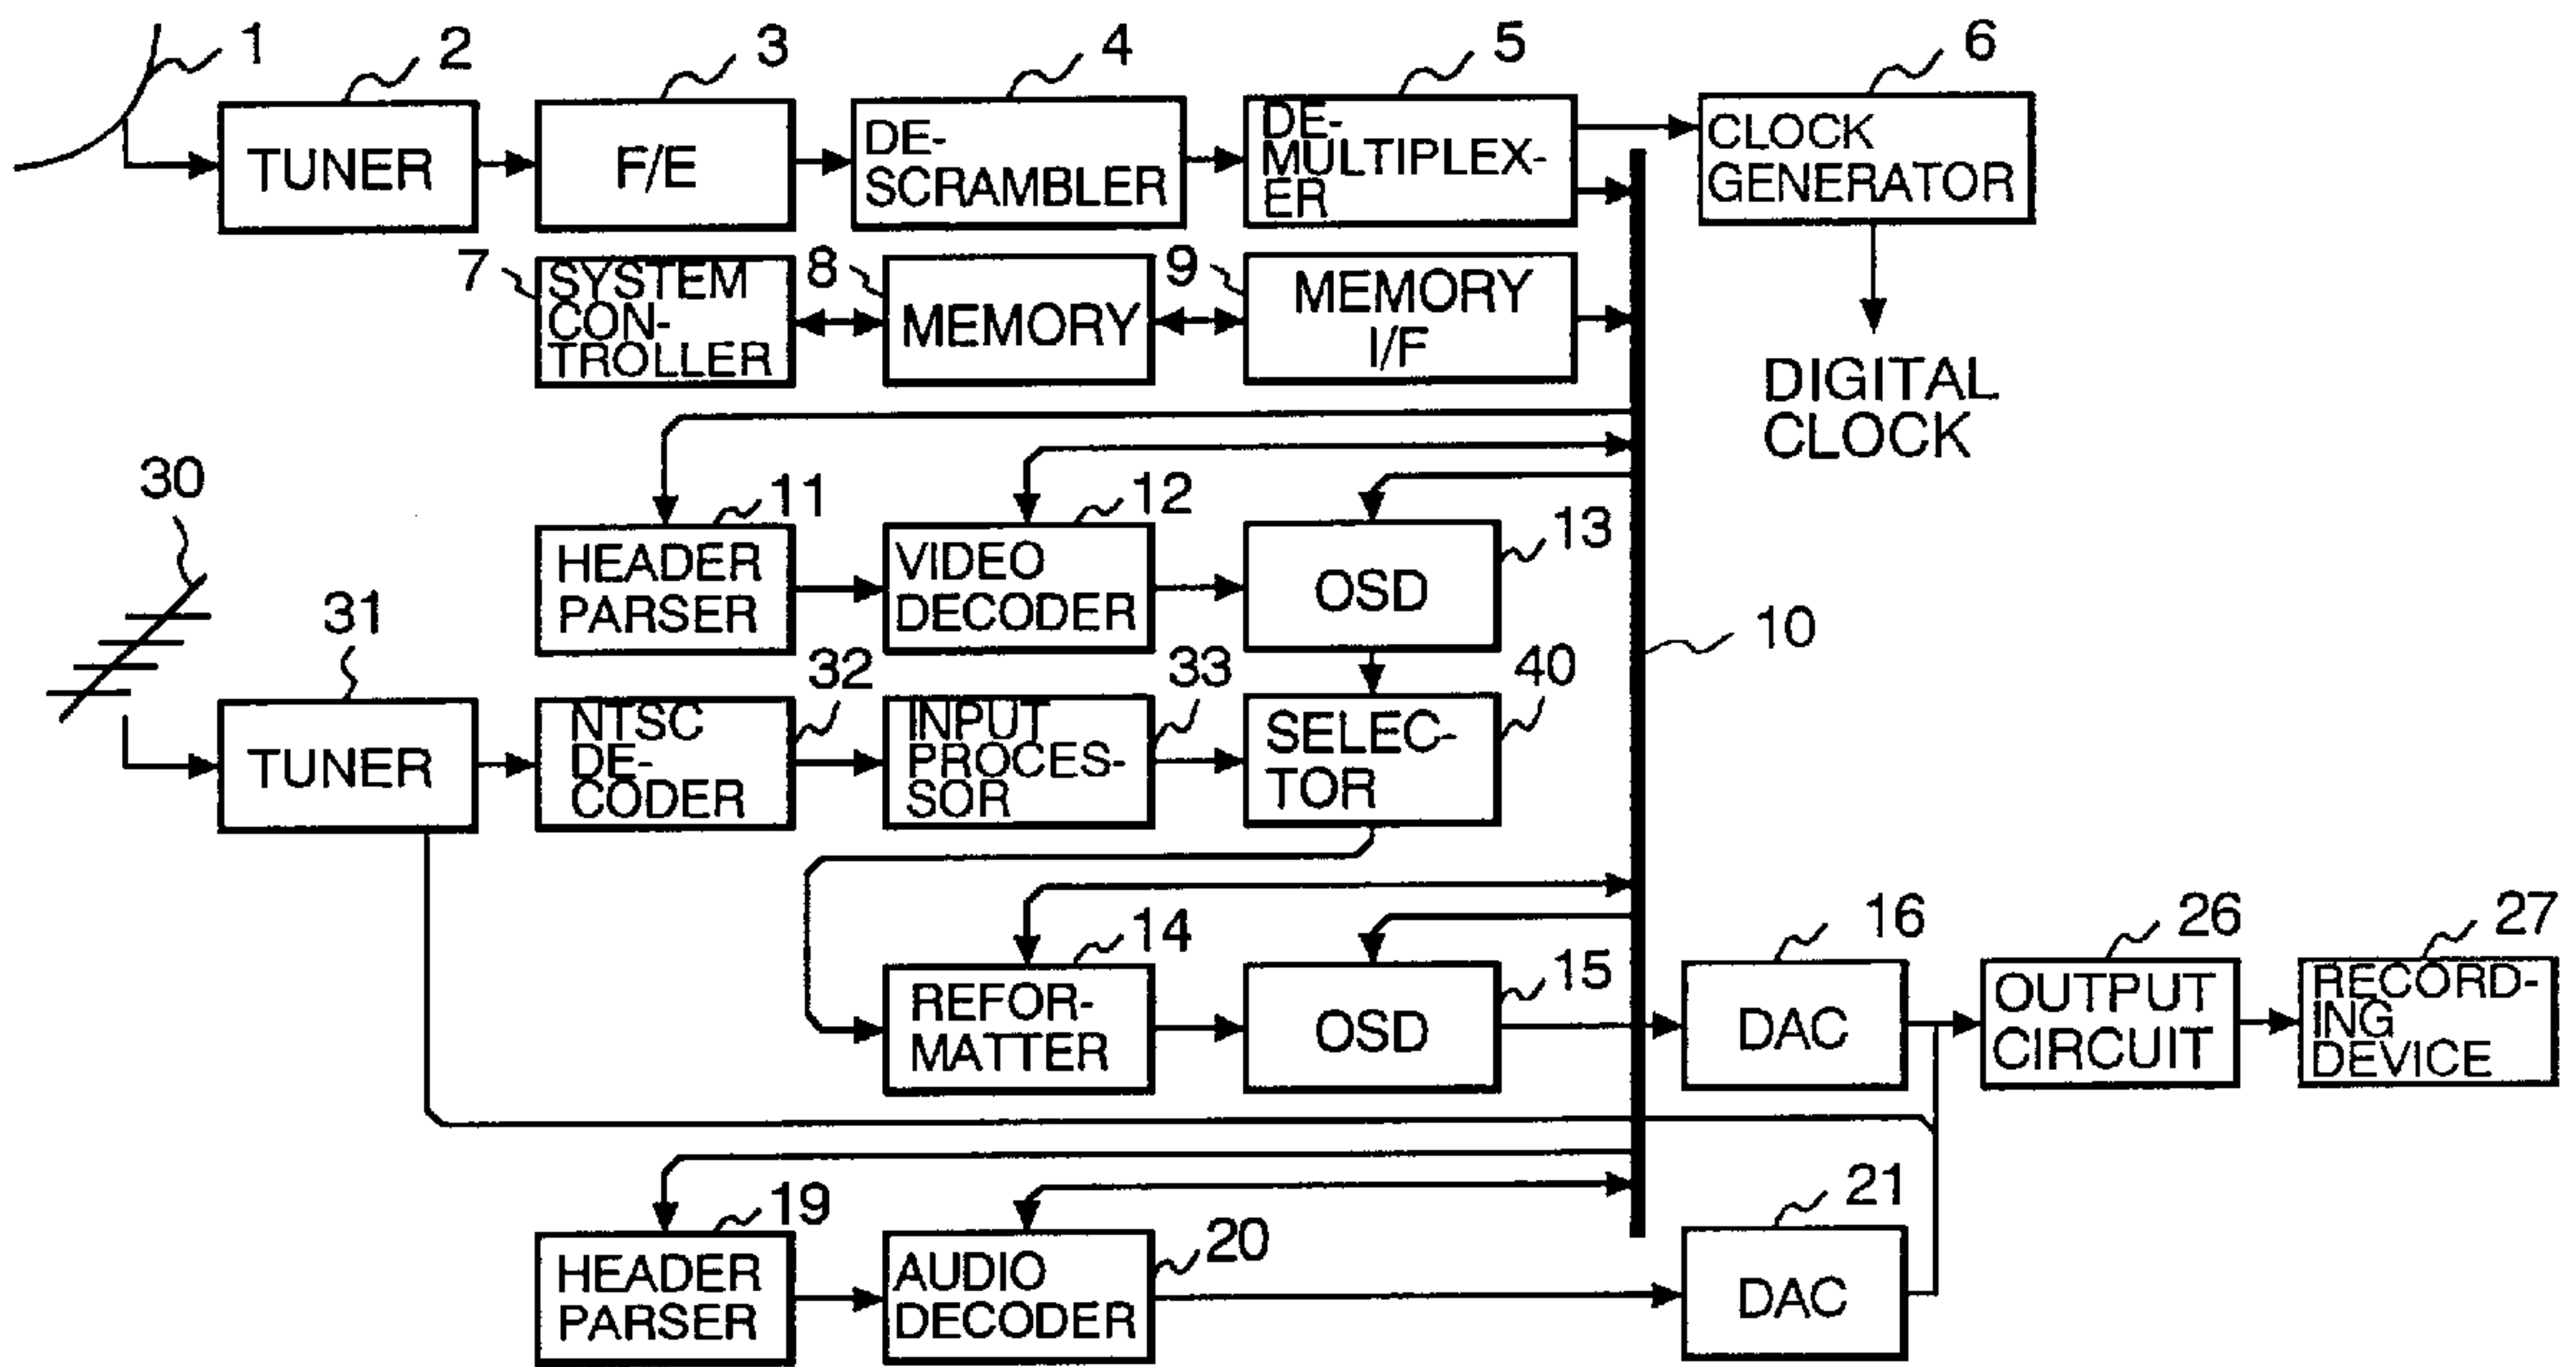 1
2
3
4
5
6
TUNER
F/E
DE-
SCRAMBLER
DE-
MULTIPLEX-
ER
CLOCK
GENERATOR
7
SYSTEM
CON-
TROLLER
8
MEMORY
9
MEMORY
I/F
DIGITAL
CLOCK
30
11
12
13
HEADER
PARSER
VIDEO
DECODER
OSD
10
31
32
33
40
TUNER
NTSC
DE-
CODER
INPUT
PROCES-
SOR
SELEC-
TOR
14
15
16
26
27
REFOR-
MATTER
OSD
DAC
OUTPUT
CIRCUIT
RECORD-
ING
DEVICE
19
20
21
HEADER
PARSER
AUDIO
DECODER
DAC